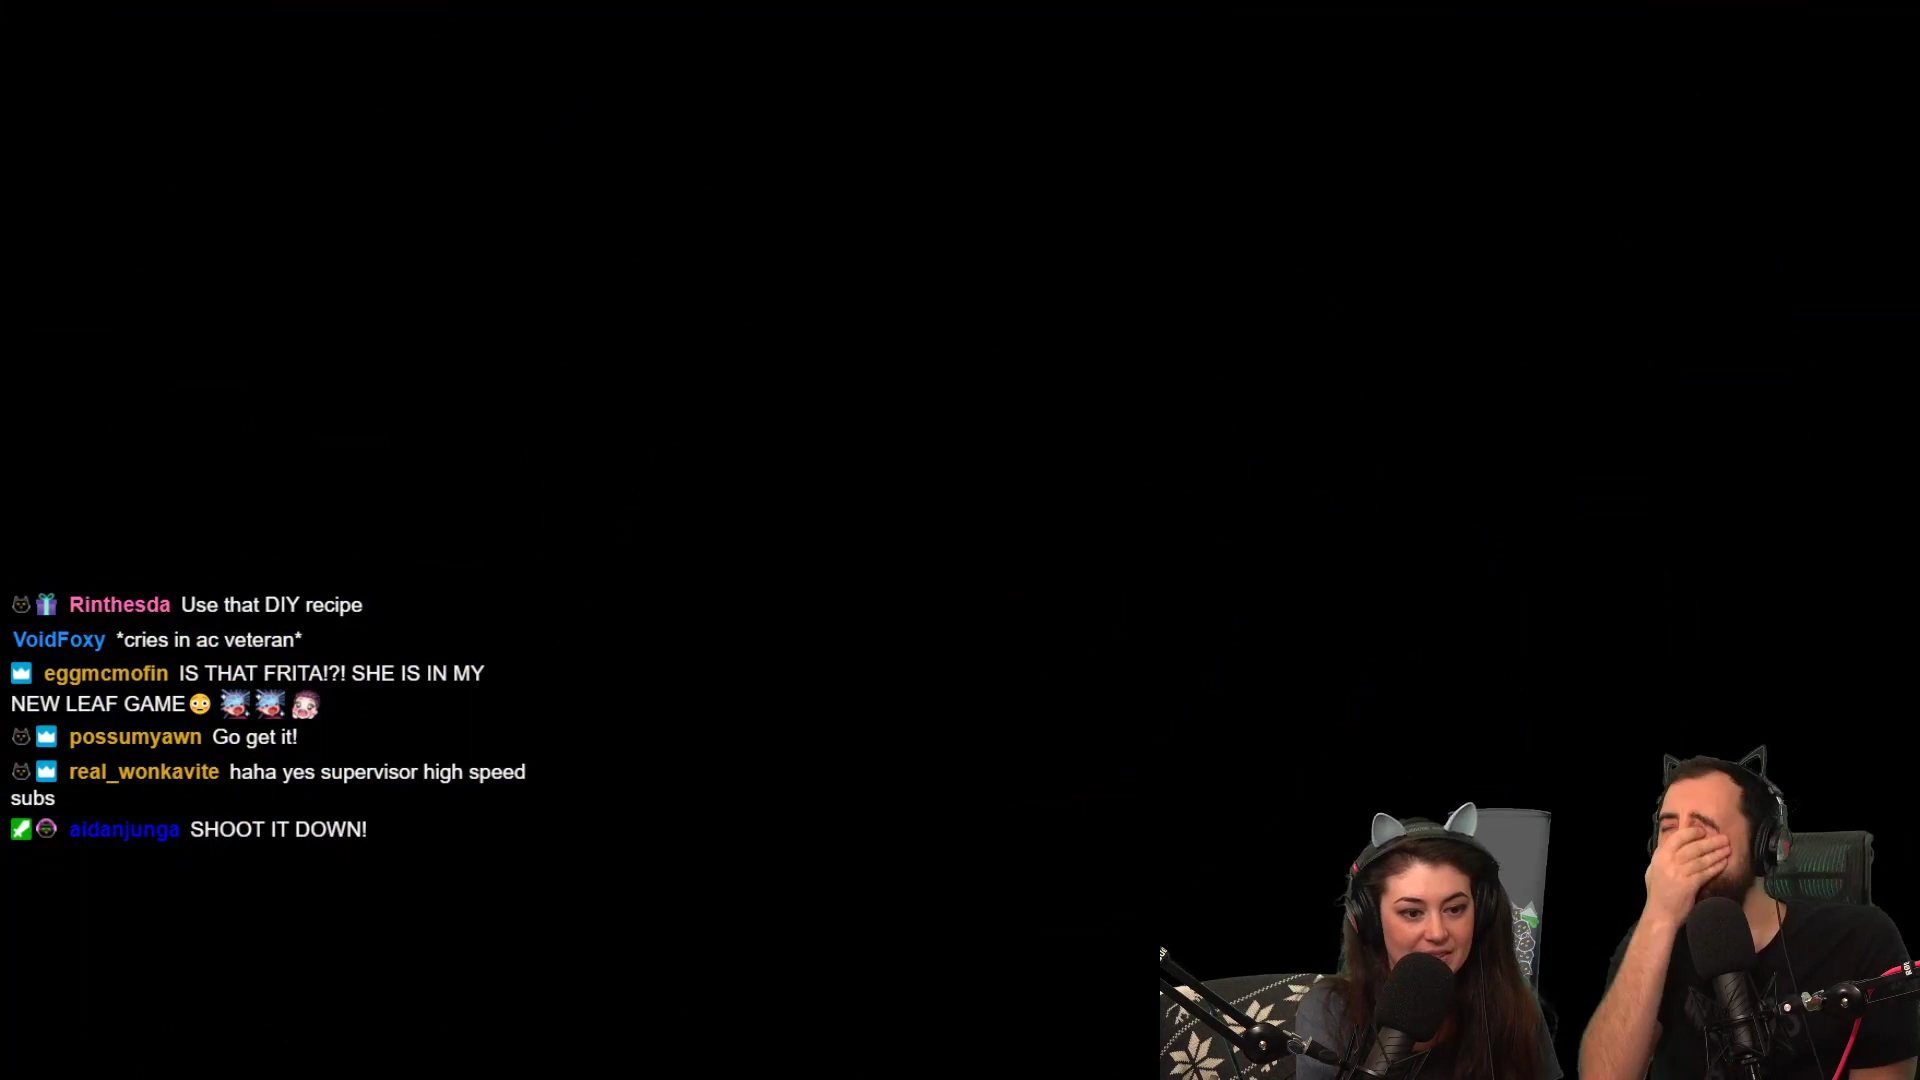 Rinthesda Use that DIY recipe
VoidFoxy *cries in ac veteran*
eggmcmofin IS THAT FRITA!?! SHE IS IN MY
NEW LEAF GAME
possumyawn Go get it!
real_wonkavite haha yes supervisor high speed
subs
aidanjunga SHOOT IT DOWN!